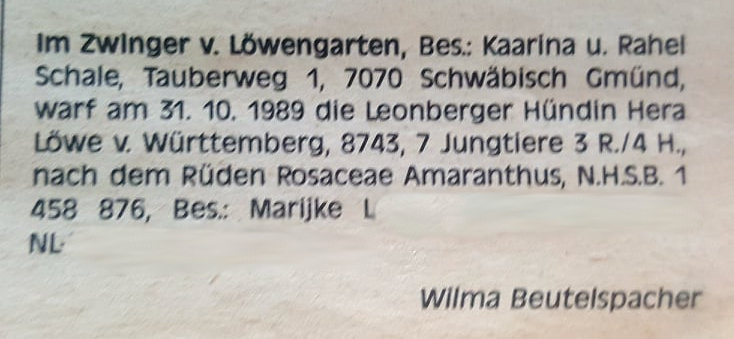 Im Zwinger v. Löwengarten, Bes.: Kaarina u. Rahel
Schale, Tauberweg 1, 7070 Schwäbisch Gmünd,
warf am 31. 10. 1989 die Leonberger Hündin Hera
Löwe v. Württemberg, 8743, 7 Jungtiere 3 R./4 H.,
nach dem Rüden Rosaceae Amaranthus, N.H.S.B. 1
458 876, Bes.: Marijke L
NL-
Wilma Beutelspacher